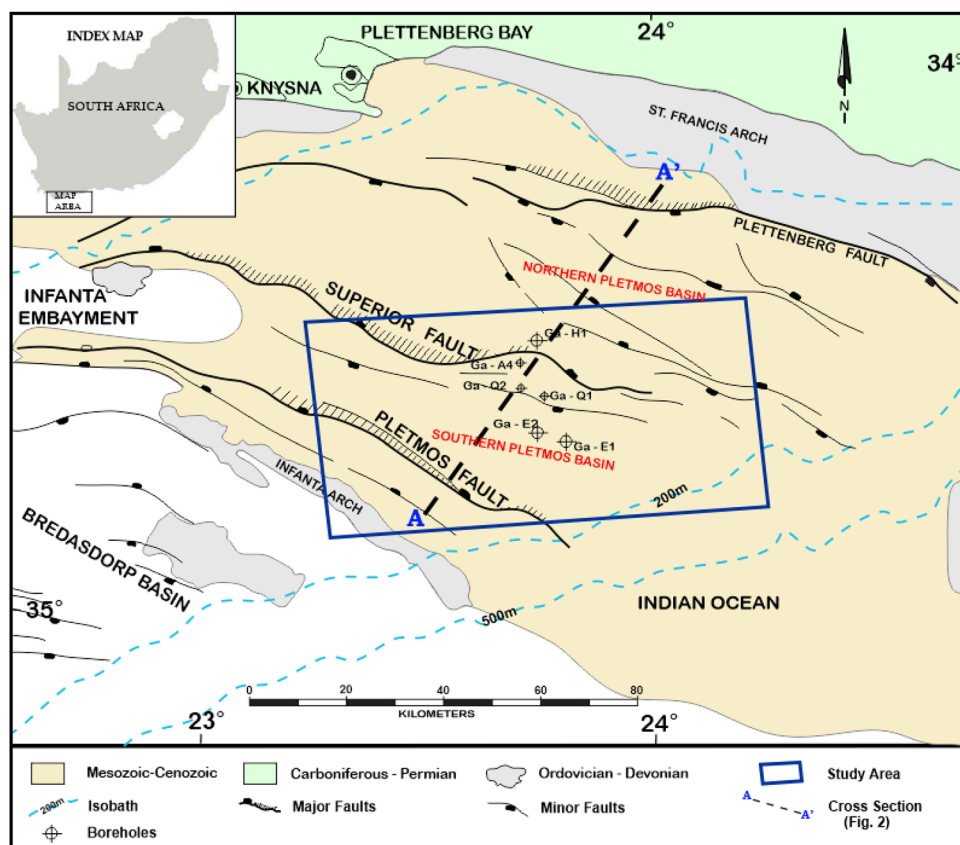 INDEX MAP
SOUTH AFRICA
MAP
AREA
PLETTENBERG BAY
24°
34°
KNYSNA
N
ST. FRANCIS ARCH
A’
PLETTENBERG FAULT
NORTHERN PLETMOS BASIN
INFANTA
EMBAYMENT
SUPERIOR FAULT
Ga - H1
Ga - A4
Ga - Q2
Ga - Q1
Ga - E2
Ga - E1
SOUTHERN PLETMOS BASIN
PLETMOS FAULT
INFANTA ARCH
A
200m
BREDASDORP BASIN
35°
500m
INDIAN OCEAN
0 20 40 60 80
KILOMETERS
23°
24°
Mesozoic-Cenozoic
Carboniferous - Permian
Ordovician - Devonian
Study Area
200m
Isobath
Major Faults
Minor Faults
A
A’
Cross Section
(Fig. 2)
Boreholes